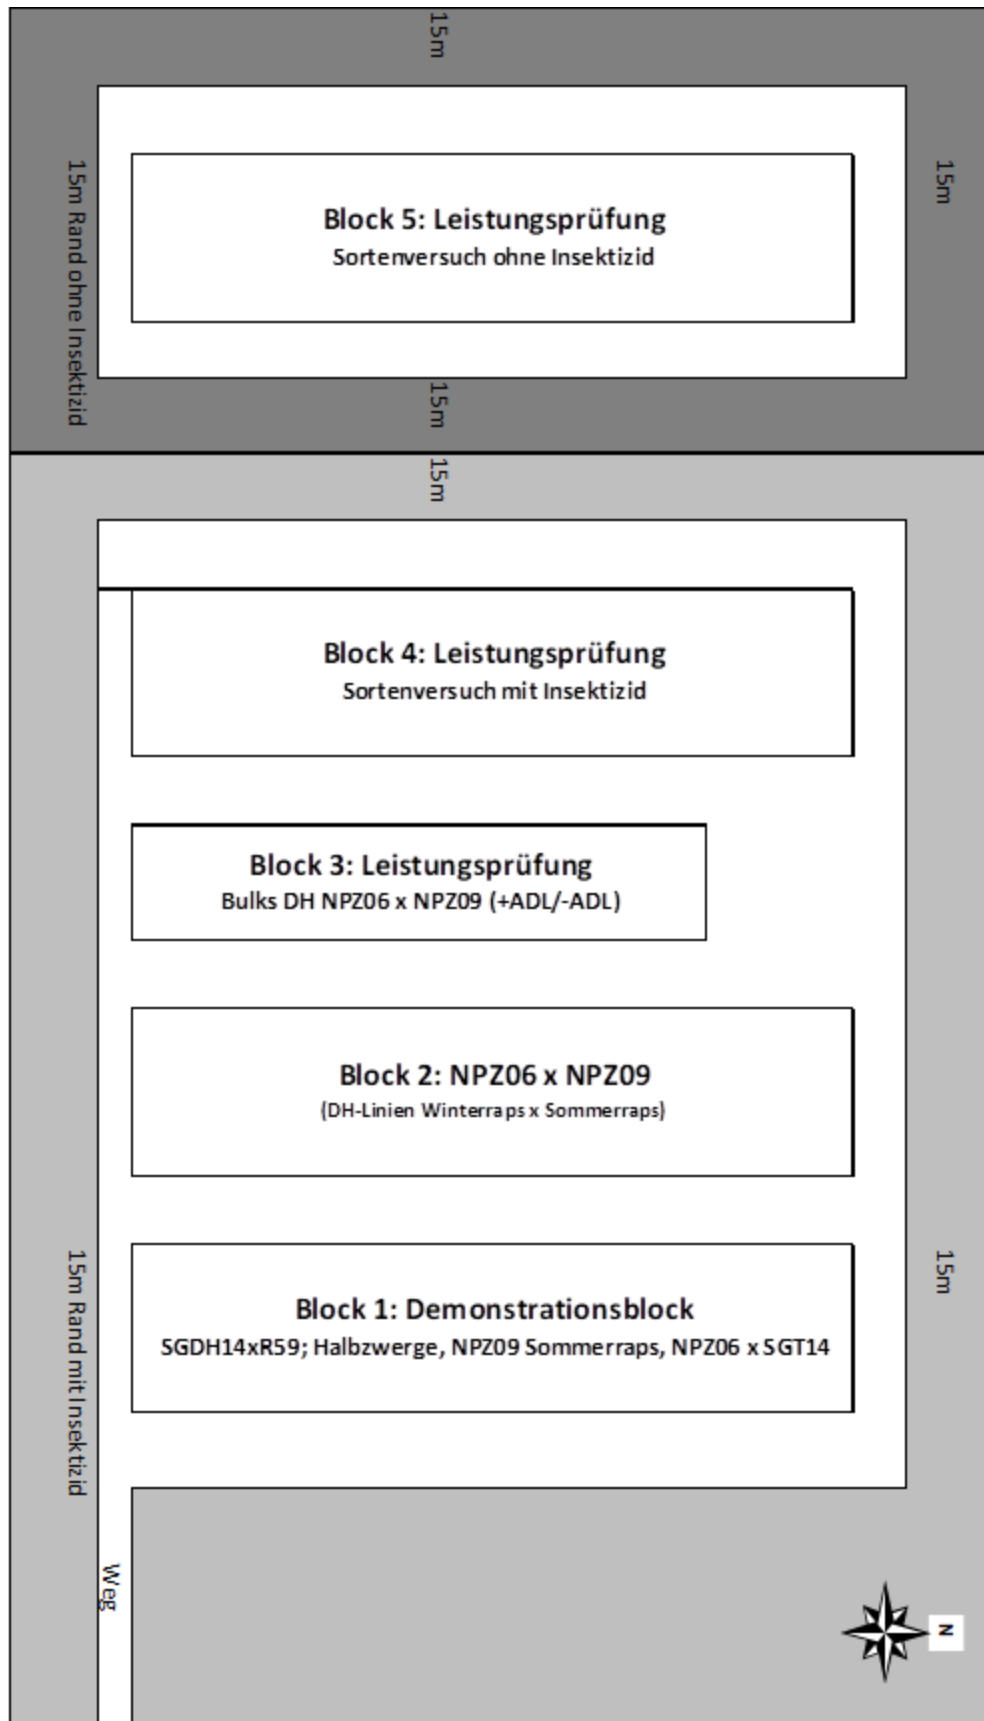 15m
15m Rand ohne Insektizid
15m
Block 5: Leistungsprüfung
Sortenversuch ohne Insektizid
15m
15m
Block 4: Leistungsprüfung
Sortenversuch mit Insektizid
Block 3: Leistungsprüfung
Bulks DH NPZ06 x NPZ09 (+ADL/-ADL)
Block 2: NPZ06 x NPZ09
(DH-Linien Winterraps x Sommerraps)
15m Rand mit Insektizid
15m
Block 1: Demonstrationsblock
SGDH14xR59; Halbzwerge, NPZ09 Sommerraps, NPZ06 x SGT14
Weg
N